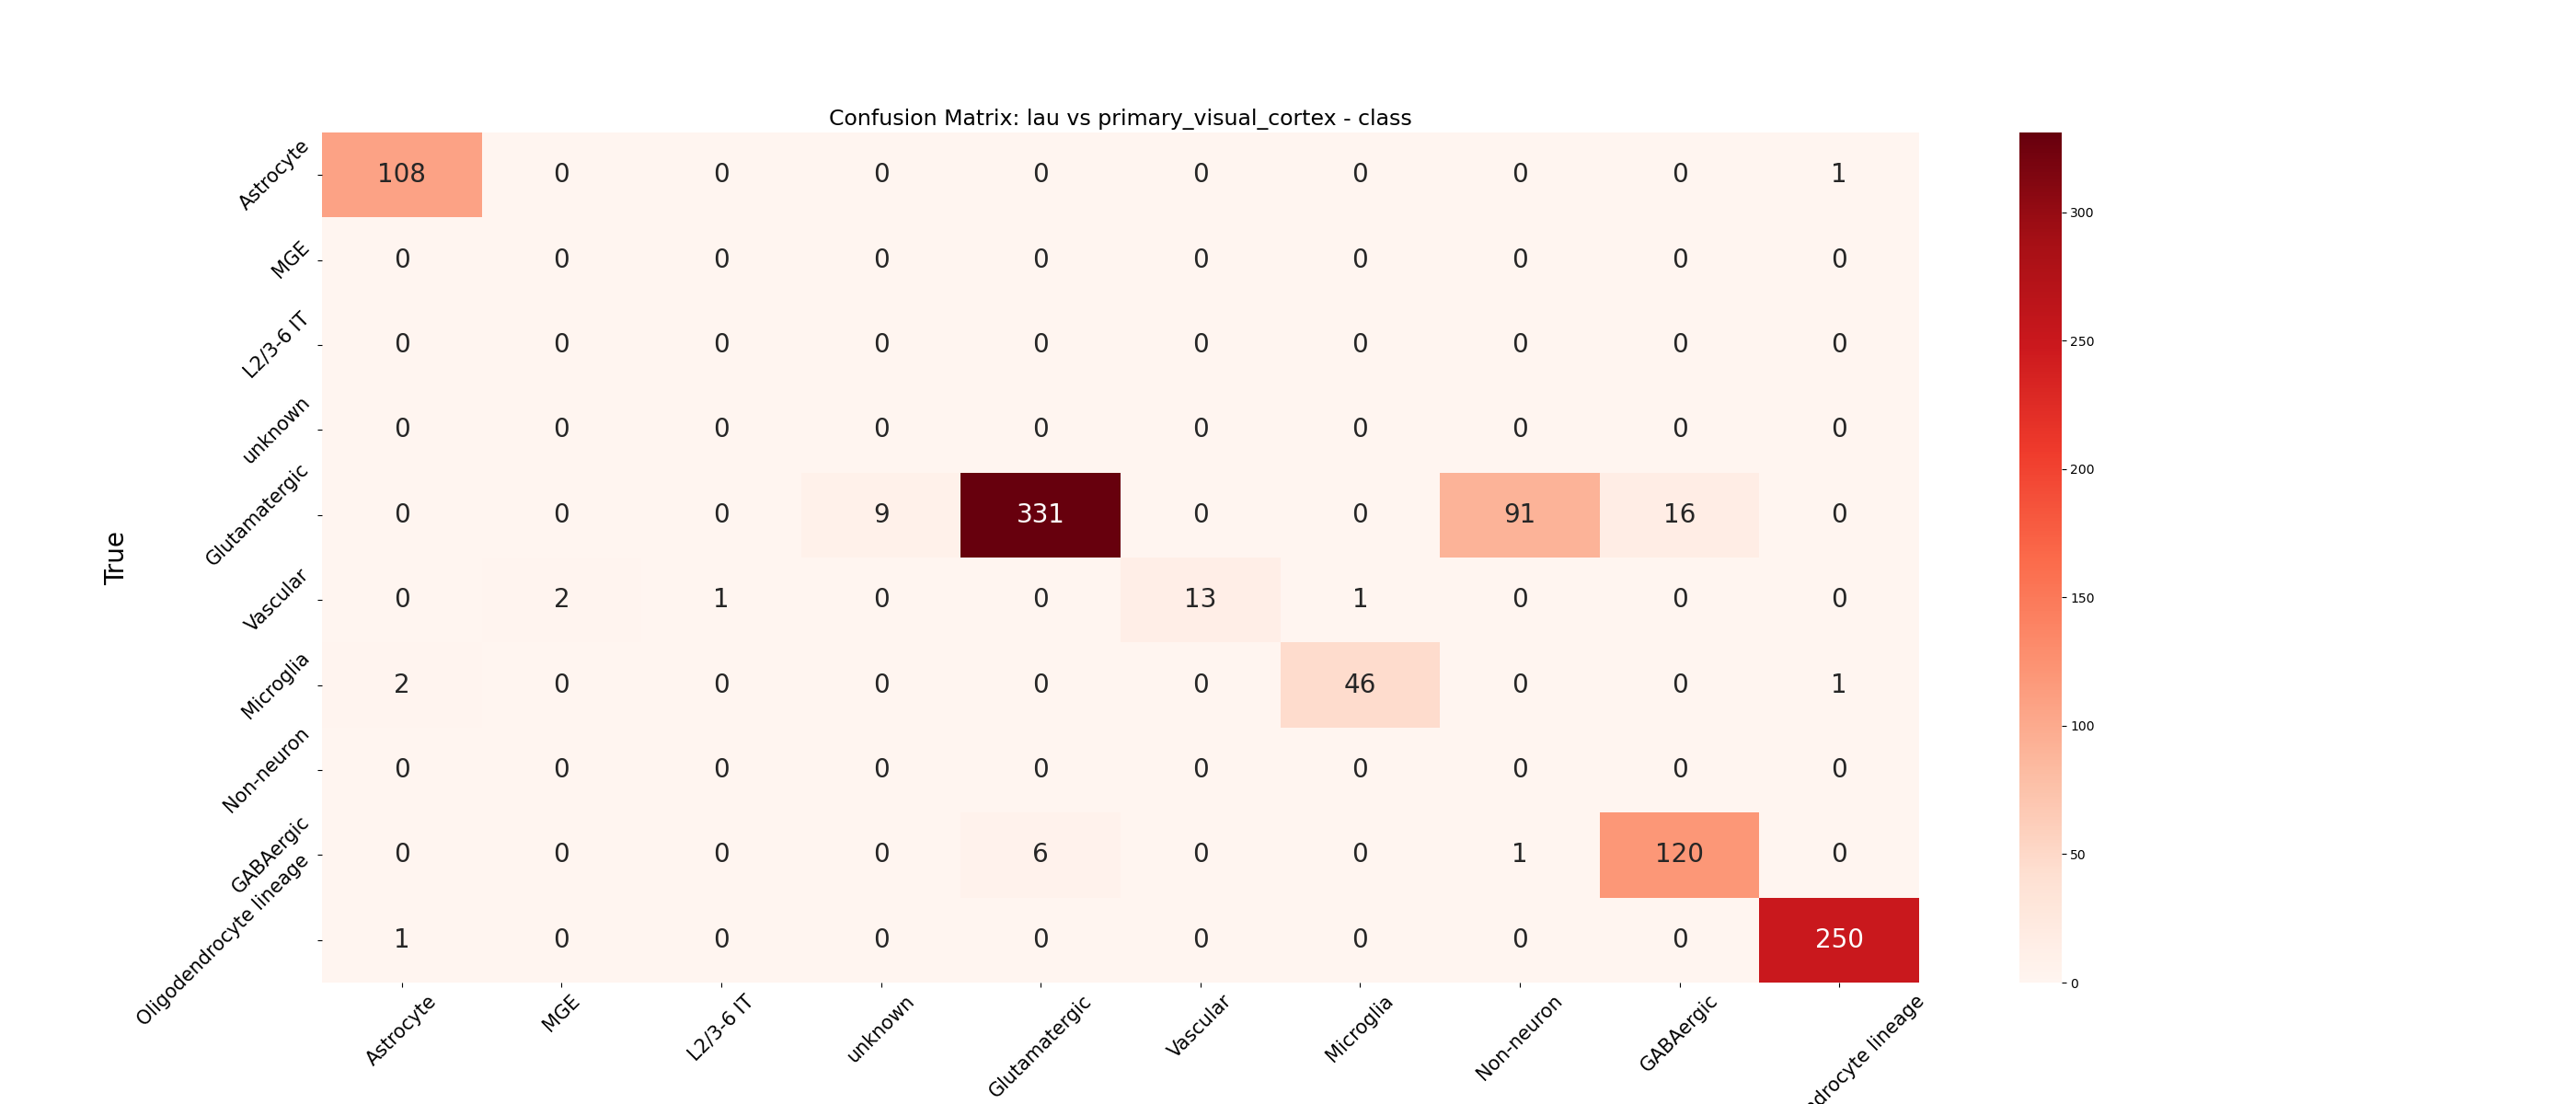 Confusion Matrix: lau vs primary_visual_cortex - class
True
Astrocyte 108 0 0 0 0 0 0 0 0 1
MGE 0 0 0 0 0 0 0 0 0 0
L2/3-6 IT 0 0 0 0 0 0 0 0 0 0
unknown 0 0 0 0 0 0 0 0 0 0
Glutamatergic 0 0 0 9 331 0 0 91 16 0
Vascular 0 2 1 0 0 13 1 0 0 0
Microglia 2 0 0 0 0 0 46 0 0 1
Non-neuron 0 0 0 0 0 0 0 0 0 0
GABAergic 0 0 0 0 6 0 0 1 120 0
Oligodendrocyte lineage 1 0 0 0 0 0 0 0 0 250
Astrocyte MGE L2/3-6 IT unknown Glutamatergic Vascular Microglia Non-neuron GABAergic lineage
300
250
200
150
100
50
0